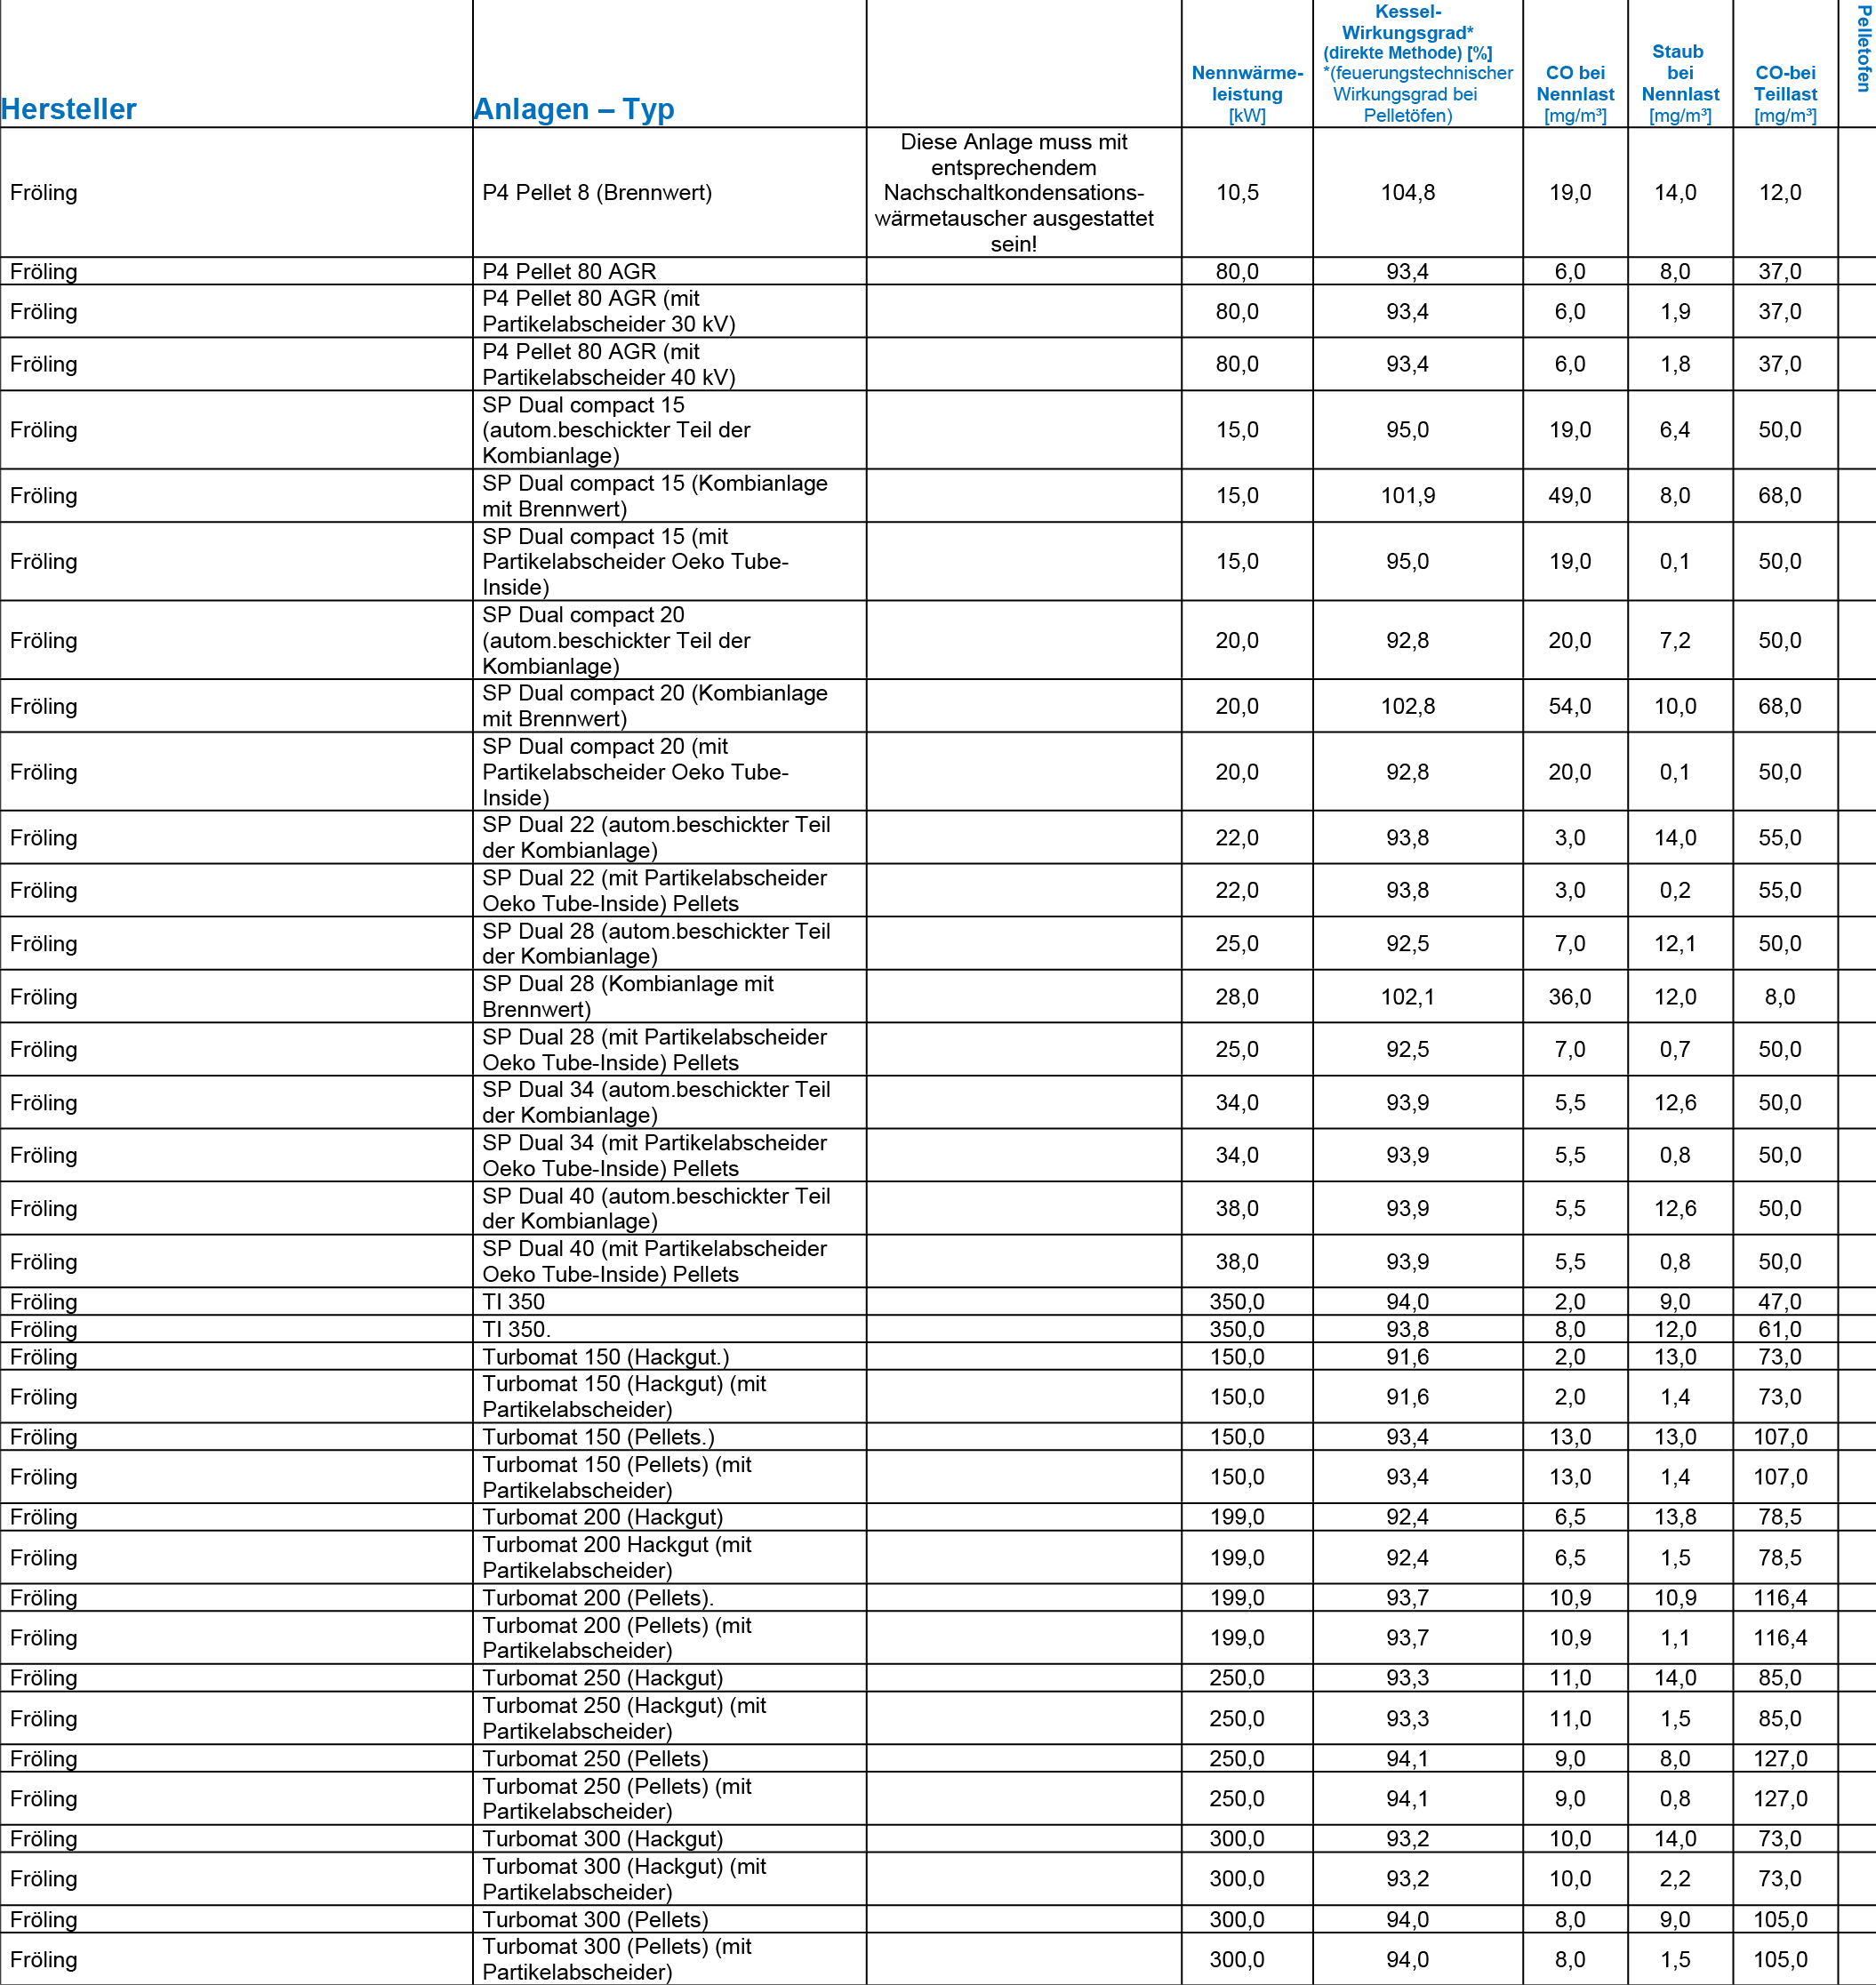 Hersteller
Anlagen – Typ
Nennwärme-
leistung
[kW]
Kessel-
Wirkungsgrad*
(direkte Methode) [%]
*(feuerungstechnischer
Wirkungsgrad bei
Pelletöfen)
CO bei
Nennlast
[mg/m³]
Staub
bei
Nennlast
[mg/m³]
CO-bei
Teillast
[mg/m³]
Pelletofen
Fröling
P4 Pellet 8 (Brennwert)
Diese Anlage muss mit
entsprechendem
Nachschaltkondensations-
wärmetauscher ausgestattet
sein!
10,5 104,8 19,0 14,0 12,0
Fröling P4 Pellet 80 AGR 80,0 93,4 6,0 8,0 37,0
Fröling P4 Pellet 80 AGR (mit
Partikelabscheider 30 kV) 80,0 93,4 6,0 1,9 37,0
Fröling P4 Pellet 80 AGR (mit
Partikelabscheider 40 kV) 80,0 93,4 6,0 1,8 37,0
Fröling SP Dual compact 15
(autom.beschickter Teil der
Kombianlage) 15,0 95,0 19,0 6,4 50,0
Fröling SP Dual compact 15 (Kombianlage
mit Brennwert) 15,0 101,9 49,0 8,0 68,0
Fröling SP Dual compact 15 (mit
Partikelabscheider Oeko Tube-
Inside) 15,0 95,0 19,0 0,1 50,0
Fröling SP Dual compact 20
(autom.beschickter Teil der
Kombianlage) 20,0 92,8 20,0 7,2 50,0
Fröling SP Dual compact 20 (Kombianlage
mit Brennwert) 20,0 102,8 54,0 10,0 68,0
Fröling SP Dual compact 20 (mit
Partikelabscheider Oeko Tube-
Inside) 20,0 92,8 20,0 0,1 50,0
Fröling SP Dual 22 (autom.beschickter Teil
der Kombianlage) 22,0 93,8 3,0 14,0 55,0
Fröling SP Dual 22 (mit Partikelabscheider
Oeko Tube-Inside) Pellets 22,0 93,8 3,0 0,2 55,0
Fröling SP Dual 28 (autom.beschickter Teil
der Kombianlage) 25,0 92,5 7,0 12,1 50,0
Fröling SP Dual 28 (Kombianlage mit
Brennwert) 28,0 102,1 36,0 12,0 8,0
Fröling SP Dual 28 (mit Partikelabscheider
Oeko Tube-Inside) Pellets 25,0 92,5 7,0 0,7 50,0
Fröling SP Dual 34 (autom.beschickter Teil
der Kombianlage) 34,0 93,9 5,5 12,6 50,0
Fröling SP Dual 34 (mit Partikelabscheider
Oeko Tube-Inside) Pellets 34,0 93,9 5,5 0,8 50,0
Fröling SP Dual 40 (autom.beschickter Teil
der Kombianlage) 38,0 93,9 5,5 12,6 50,0
Fröling SP Dual 40 (mit Partikelabscheider
Oeko Tube-Inside) Pellets 38,0 93,9 5,5 0,8 50,0
Fröling TI 350 350,0 94,0 2,0 9,0 47,0
Fröling TI 350. 350,0 93,8 8,0 12,0 61,0
Fröling Turbomat 150 (Hackgut.) 150,0 91,6 2,0 13,0 73,0
Fröling Turbomat 150 (Hackgut) (mit
Partikelabscheider) 150,0 91,6 2,0 1,4 73,0
Fröling Turbomat 150 (Pellets.) 150,0 93,4 13,0 13,0 107,0
Fröling Turbomat 150 (Pellets) (mit
Partikelabscheider) 150,0 93,4 13,0 1,4 107,0
Fröling Turbomat 200 (Hackgut) 199,0 92,4 6,5 13,8 78,5
Fröling Turbomat 200 Hackgut (mit
Partikelabscheider) 199,0 92,4 6,5 1,5 78,5
Fröling Turbomat 200 (Pellets). 199,0 93,7 10,9 10,9 116,4
Fröling Turbomat 200 (Pellets) (mit
Partikelabscheider) 199,0 93,7 10,9 1,1 116,4
Fröling Turbomat 250 (Hackgut) 250,0 93,3 11,0 14,0 85,0
Fröling Turbomat 250 (Hackgut) (mit
Partikelabscheider) 250,0 93,3 11,0 1,5 85,0
Fröling Turbomat 250 (Pellets) 250,0 94,1 9,0 8,0 127,0
Fröling Turbomat 250 (Pellets) (mit
Partikelabscheider) 250,0 94,1 9,0 0,8 127,0
Fröling Turbomat 300 (Hackgut) 300,0 93,2 10,0 14,0 73,0
Fröling Turbomat 300 (Hackgut) (mit
Partikelabscheider) 300,0 93,2 10,0 2,2 73,0
Fröling Turbomat 300 (Pellets) 300,0 94,0 8,0 9,0 105,0
Fröling Turbomat 300 (Pellets) (mit
Partikelabscheider) 300,0 94,0 8,0 1,5 105,0